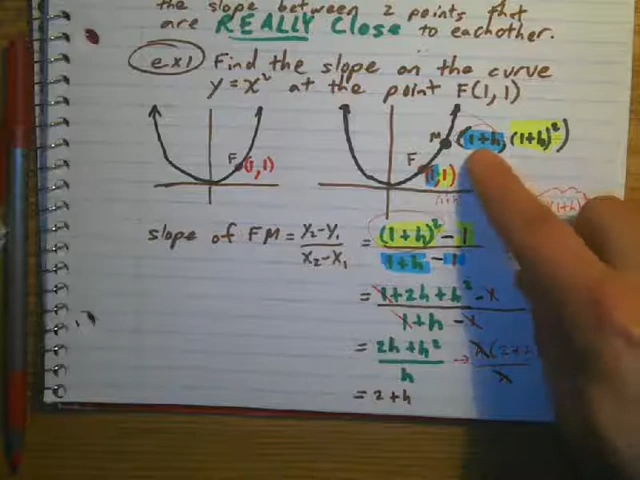 the slope between 2 points that
are REALLY Close to eachother.
ex1 Find the slope on the curve
y = x² at the point F(1,1)
F (1,1)
M ((1+h),(1+h)²)
F (1,1)
slope of FM = y₂-y₁ / x₂-x₁ = (1+h)² - 1 / 1+h - 1
= 1+2h+h² - 1 / 1+h - 1
= 2h+h² / h → h(2+
= 2+h